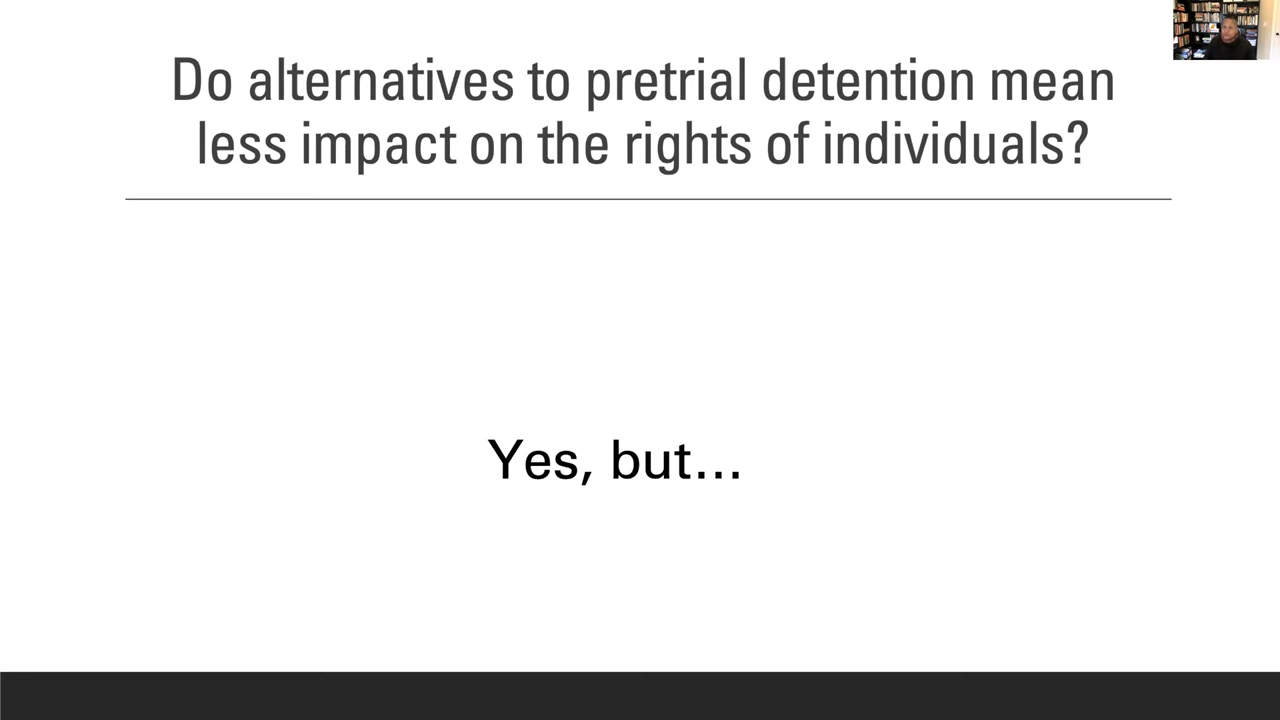 Do alternatives to pretrial detention mean
less impact on the rights of individuals?
Yes, but...